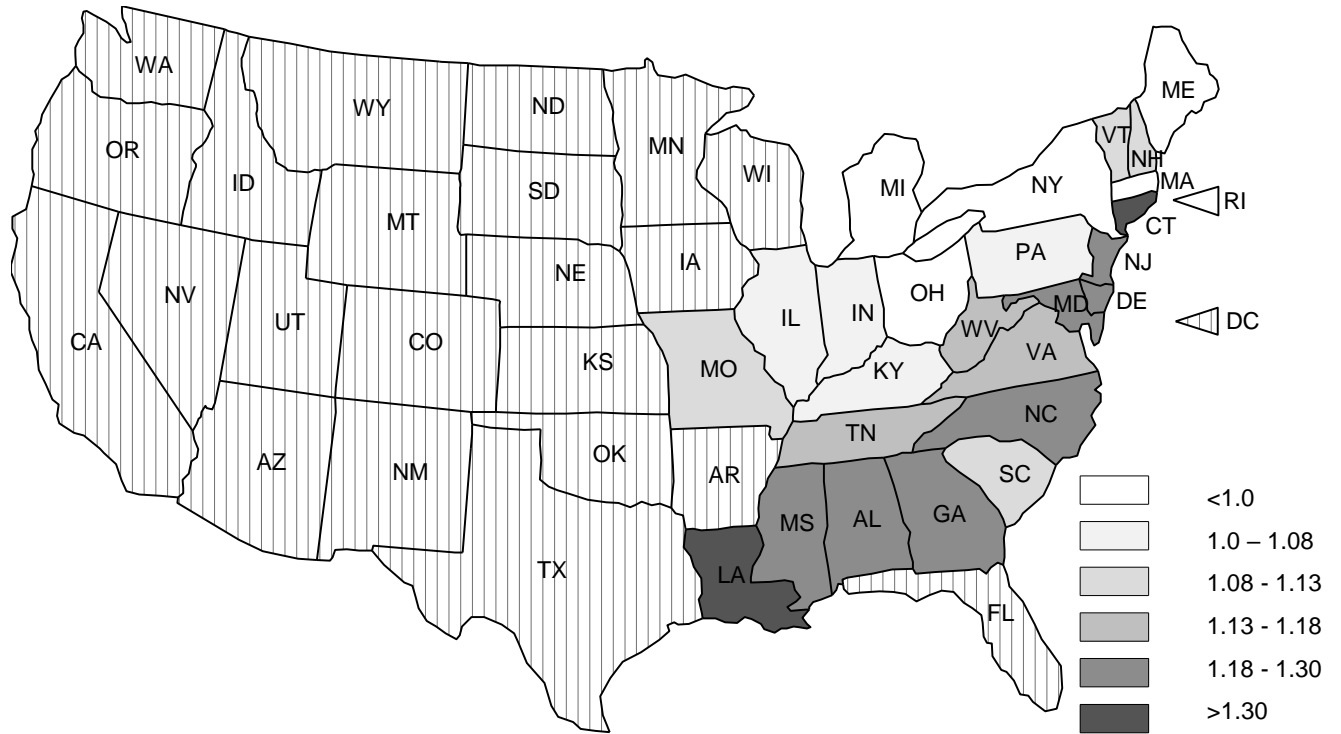 WA
ME
WY
ND
OR
MN
VT
NH
WI
MA
ID
SD
MI
NY
RI
MT
CT
PA
NJ
IA
NE
NV
OH
DE
MD
UT
IL
IN
DC
WV
CA
CO
VA
KS
MO
KY
NC
TN
OK
AZ
NM
AR
SC
<1.0
MS
AL
GA
1.0 – 1.08
TX
LA
1.08 - 1.13
FL
1.13 - 1.18
1.18 - 1.30
>1.30